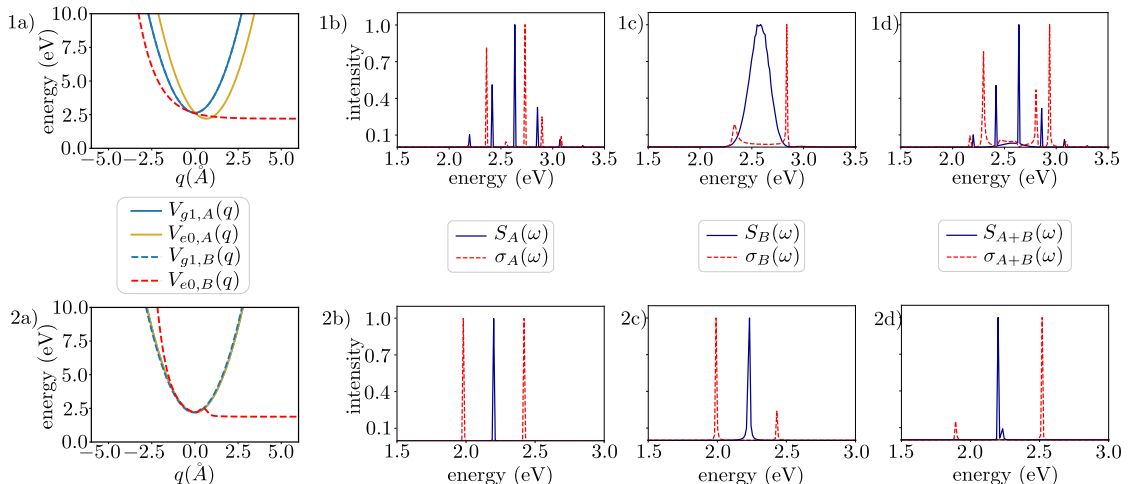 1a)
energy (eV)
10.0
7.5
5.0
2.5
0.0
−5.0 −2.5 0.0 2.5 5.0
q(Å)
1b)
intensity
1.0
0.7
0.4
0.1
1.5 2.0 2.5 3.0 3.5
energy (eV)
1c)
1.5 2.0 2.5 3.0 3.5
energy (eV)
1d)
1.5 2.0 2.5 3.0 3.5
energy (eV)
V_{g1,A}(q)
V_{e0,A}(q)
V_{g1,B}(q)
V_{e0,B}(q)
S_A(ω)
σ_A(ω)
S_B(ω)
σ_B(ω)
S_{A+B}(ω)
σ_{A+B}(ω)
2a)
energy (eV)
10.0
7.5
5.0
2.5
0.0
−5.0 −2.5 0.0 2.5 5.0
q(Å)
2b)
intensity
1.0
0.7
0.4
0.1
1.5 2.0 2.5 3.0
energy (eV)
2c)
1.5 2.0 2.5 3.0
energy (eV)
2d)
1.5 2.0 2.5 3.0
energy (eV)